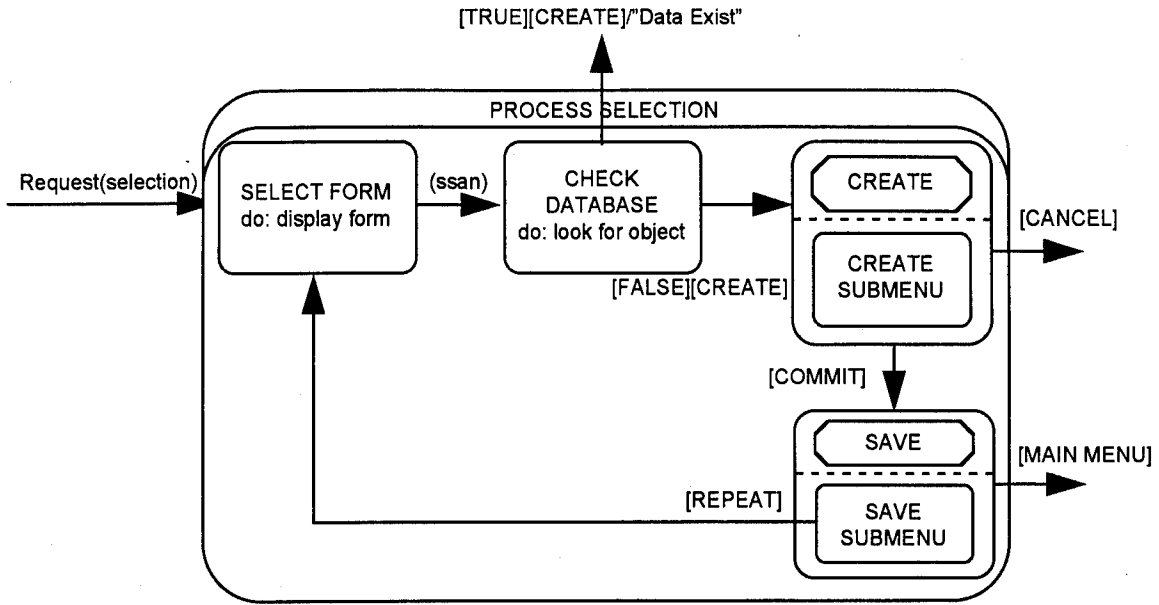 [TRUE][CREATE]/"Data Exist"
PROCESS SELECTION
Request(selection)
SELECT FORM
do: display form
(ssan)
CHECK
DATABASE
do: look for object
[FALSE][CREATE]
CREATE
CREATE
SUBMENU
[CANCEL]
[COMMIT]
SAVE
SAVE
SUBMENU
[MAIN MENU]
[REPEAT]